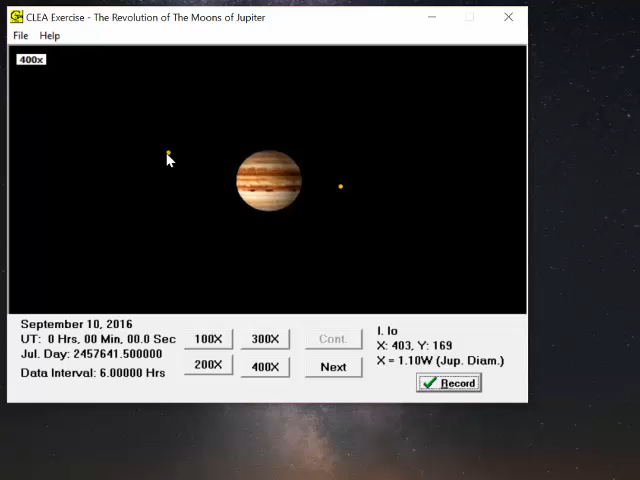 CLEA Exercise - The Revolution of The Moons of Jupiter
File Help
400x
September 10, 2016
UT: 0 Hrs, 00 Min, 00.0 Sec
Jul. Day: 2457641.500000
Data Interval: 6.00000 Hrs
100X 300X Cont.
200X 400X Next
I. Io
X: 403, Y: 169
X = 1.10W (Jup. Diam.)
Record